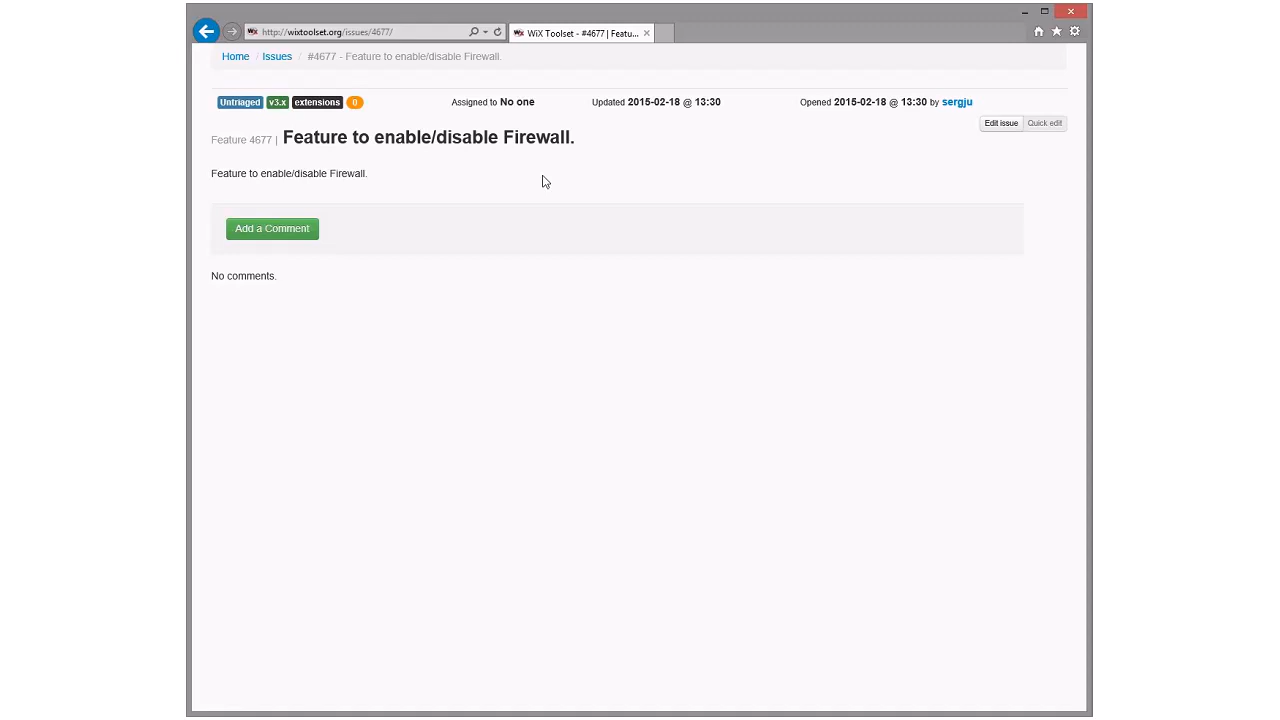 http://wixtoolset.org/issues/4677/
WiX Toolset - #4677 | Featu...
Home / Issues / #4677 - Feature to enable/disable Firewall.
Untriaged v3.x extensions 0 Assigned to No one Updated 2015-02-18 @ 13:30 Opened 2015-02-18 @ 13:30 by sergju
Edit issue Quick edit
Feature 4677 | Feature to enable/disable Firewall.
Feature to enable/disable Firewall.
Add a Comment
No comments.